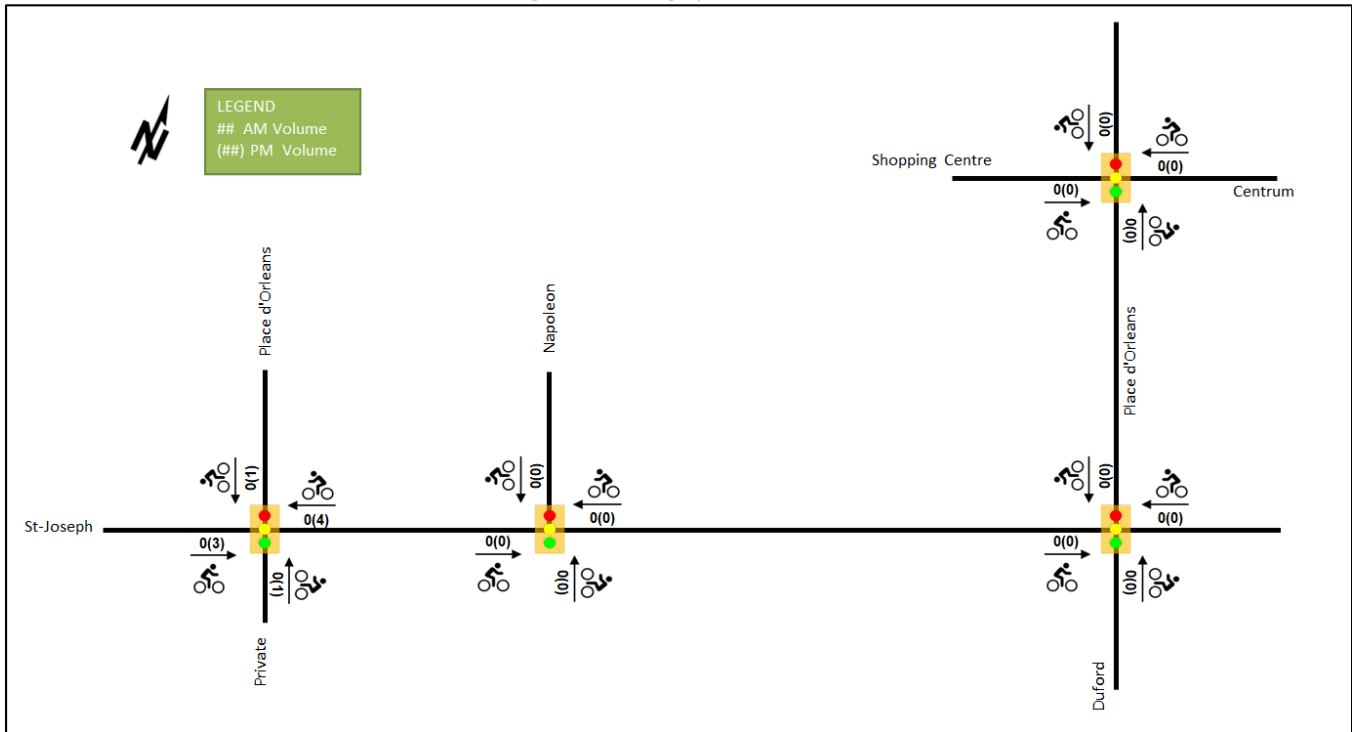 LEGEND
## AM Volume
(##) PM Volume
0(0)
0(0)
Shopping Centre
0(0)
Centrum
0(0)
Place d'Orleans
Napoleon
Place d'Orleans
0(1)
0(4)
St-Joseph
0(3)
0(1)
Private
0(0)
0(0)
0(0)
0(0)
0(0)
0(0)
0(0)
0(0)
Duford